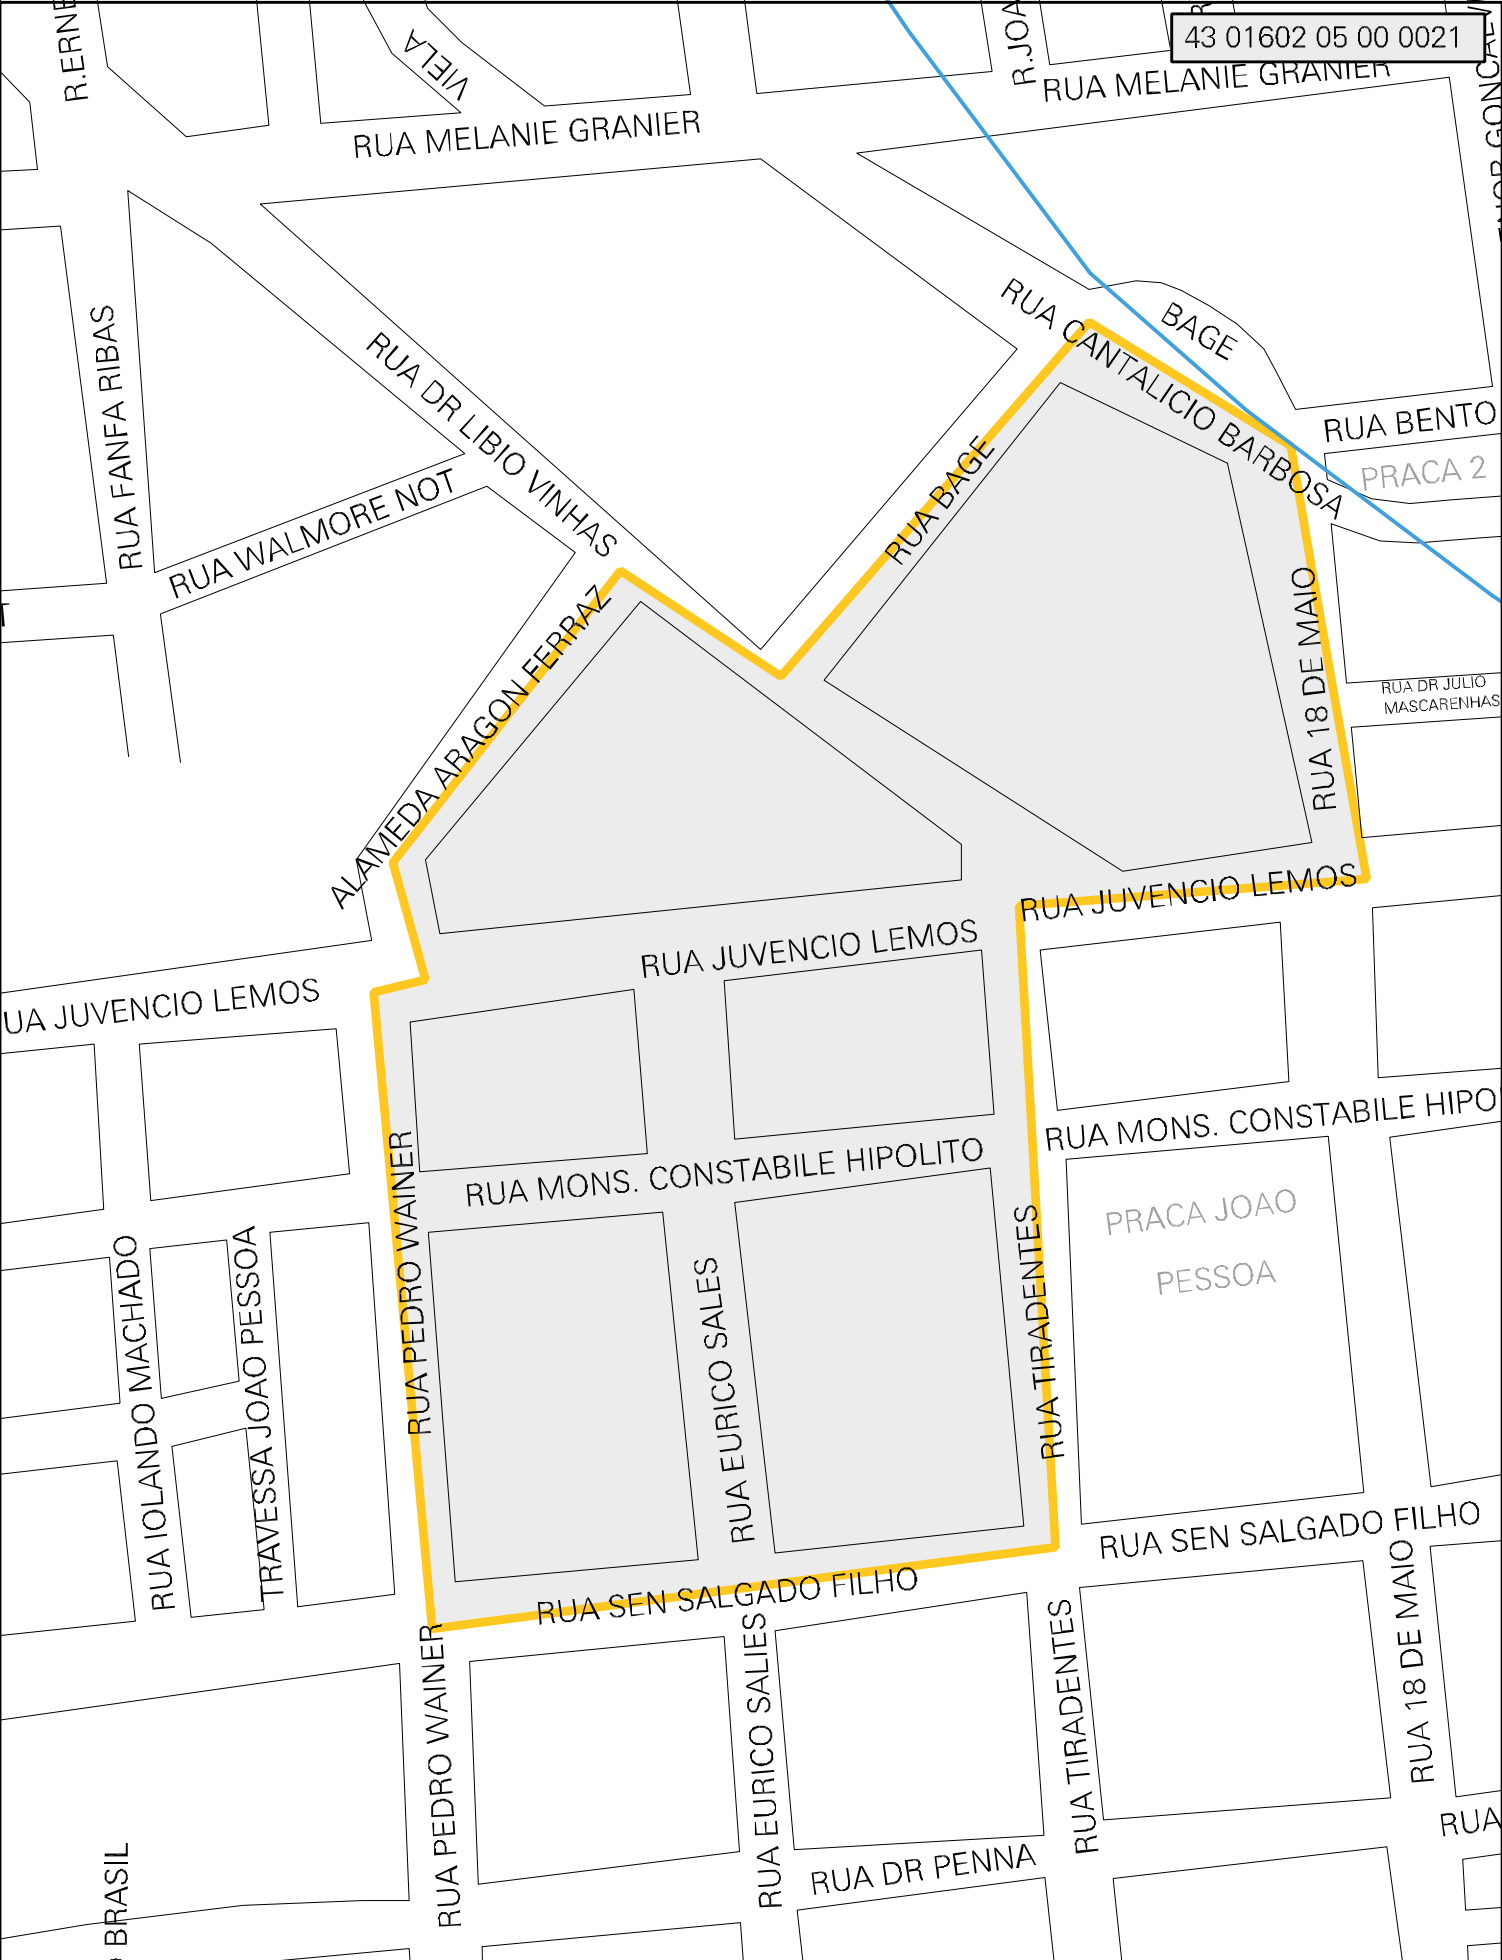 R.ERNE
VIELA
R.JOA
43 01602 05 00 0021
RUA MELANIE GRANIER
RUA MELANIE GRANIER
RUA CANTALICIO BARBOSA
BAGE
RUA FANFA RIBAS
RUA DR LIBIO VINHAS
RUA BENTO
PRACA 2
RUA WALMORE NOT
RUA BAGE
ALAMEDA ARAGON FERRAZ
RUA 18 DE MAIO
RUA DR JULIO
MASCARENHAS
RUA JUVENCIO LEMOS
RUA JUVENCIO LEMOS
UA JUVENCIO LEMOS
RUA MONS. CONSTABILE HIPO
RUA MONS. CONSTABILE HIPOLITO
PRACA JOAO
PESSOA
RUA PEDRO WAINER
RUA TIRADENTES
RUA EURICO SALES
RUA IOLANDO MACHADO
TRAVESSA JOAO PESSOA
RUA SEN SALGADO FILHO
RUA SEN SALGADO FILHO
RUA PEDRO WAINER
RUA EURICO SALIES
RUA TIRADENTES
RUA 18 DE MAIO
RUA
RUA DR PENNA
BRASIL